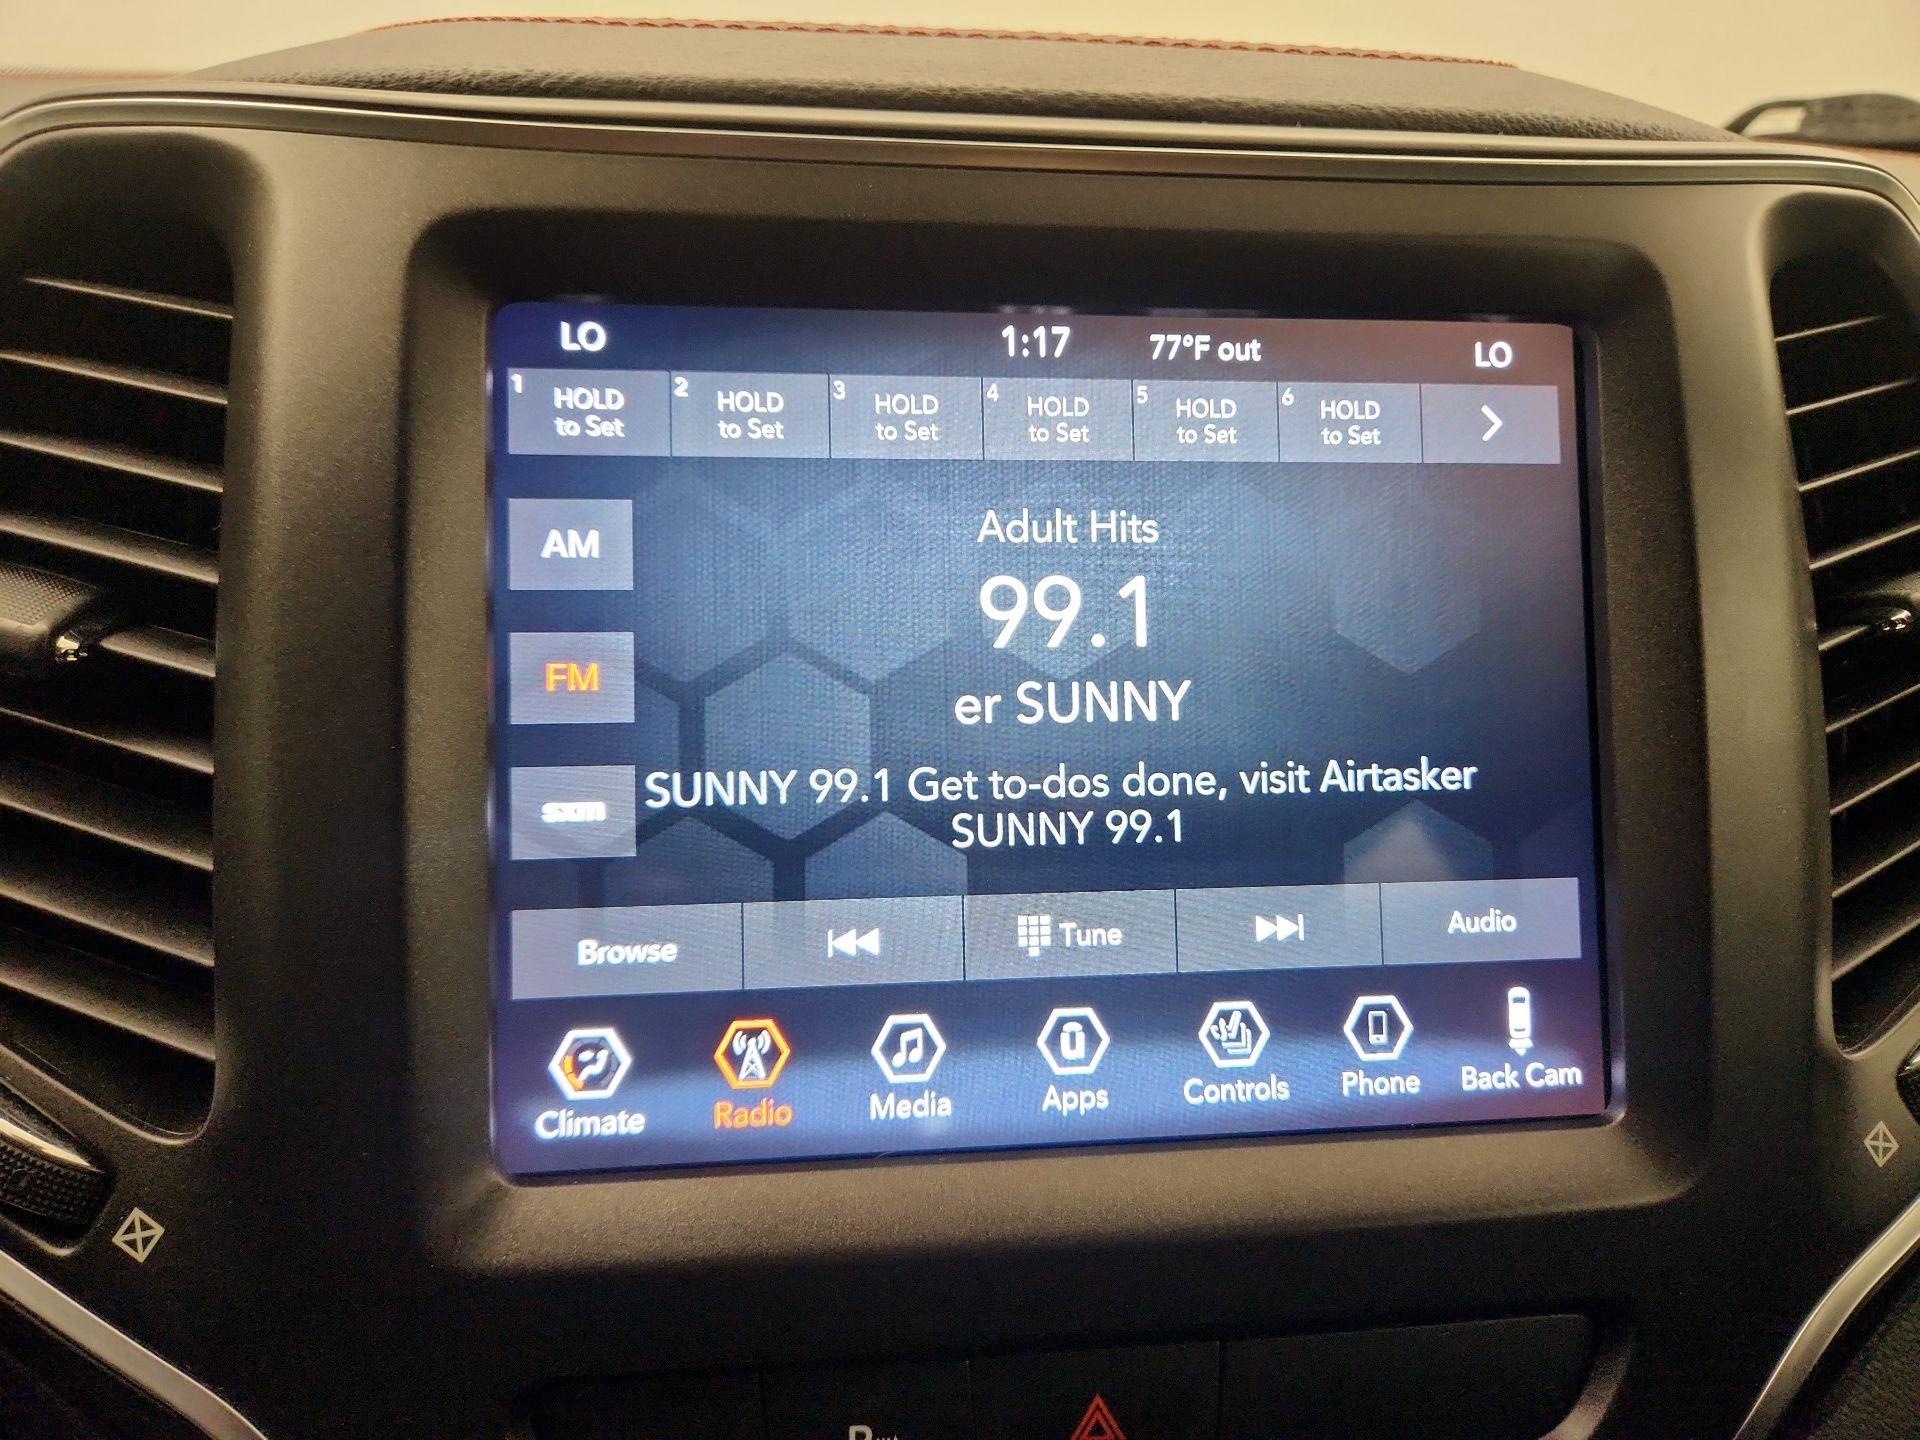 LO 1:17 77°F out LO
1 HOLD to Set
2 HOLD to Set
3 HOLD to Set
4 HOLD to Set
5 HOLD to Set
6 HOLD to Set
AM
FM
sxm
Adult Hits
99.1
er SUNNY
SUNNY 99.1 Get to-dos done, visit Airtasker
SUNNY 99.1
Browse Tune Audio
Climate Radio Media Apps Controls Phone Back Cam